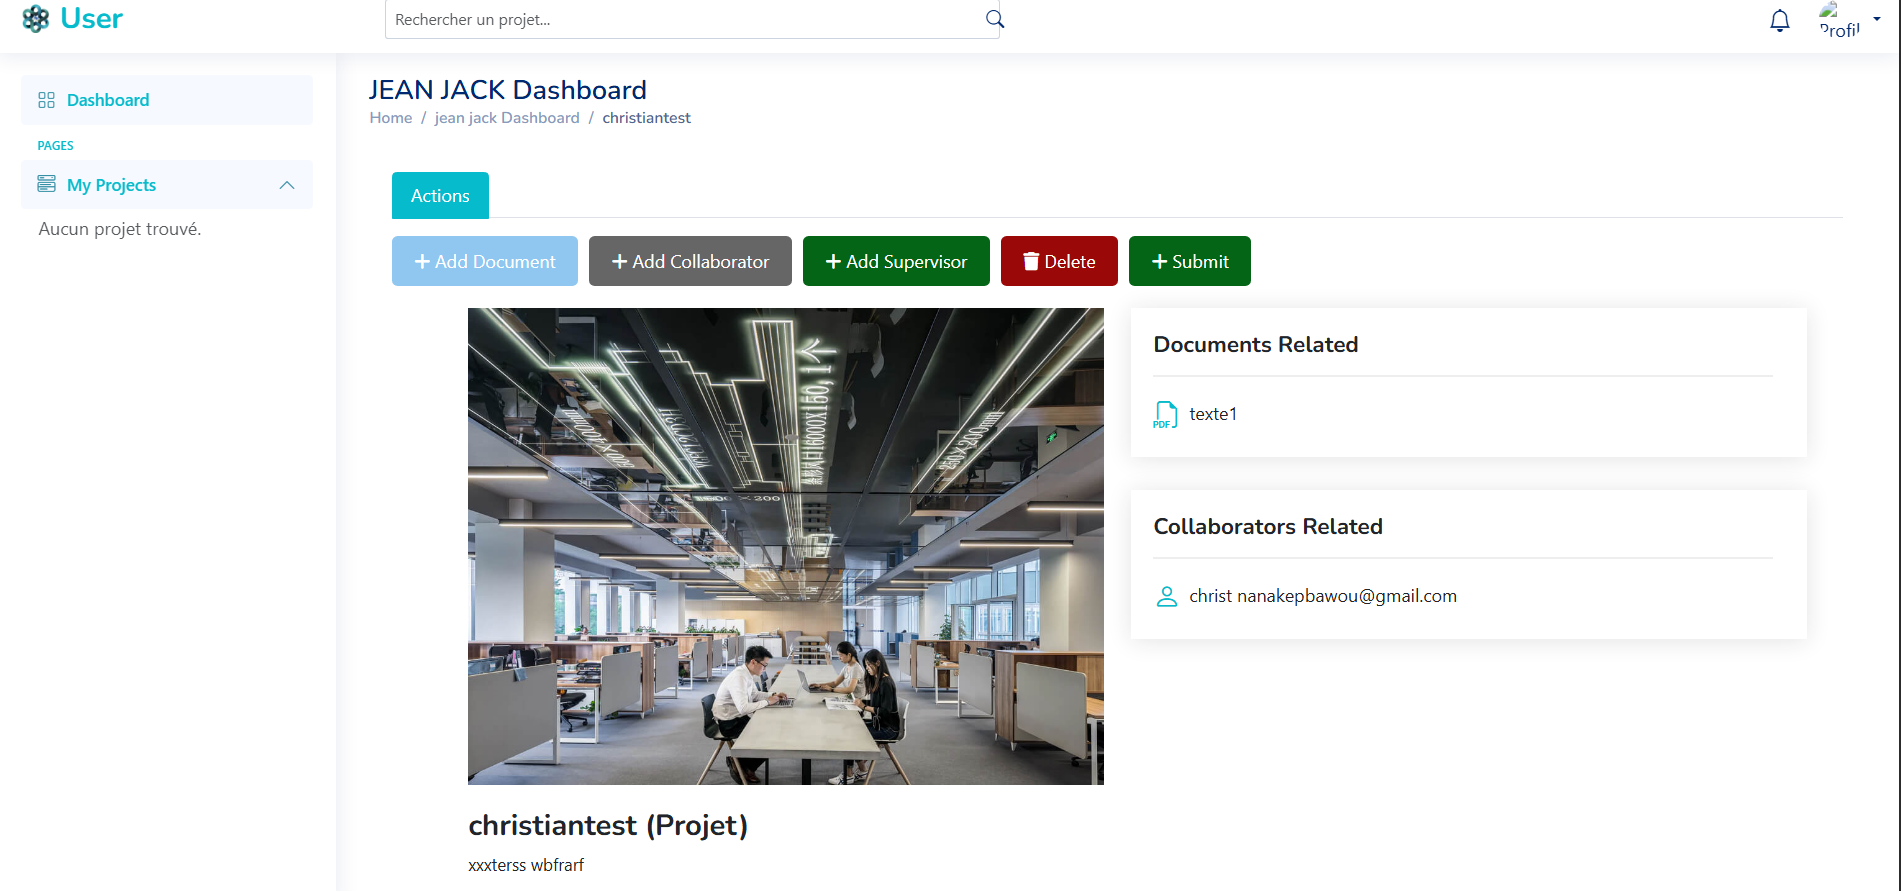 User
Rechercher un projet...
Profil
Dashboard
PAGES
My Projects
Aucun projet trouvé.
JEAN JACK Dashboard
Home / jean jack Dashboard / christiantest
Actions
+ Add Document
+ Add Collaborator
+ Add Supervisor
Delete
+ Submit
Documents Related
PDF
texte1
Collaborators Related
christ nanakepbawou@gmail.com
christiantest (Projet)
xxxterss wbfrarf